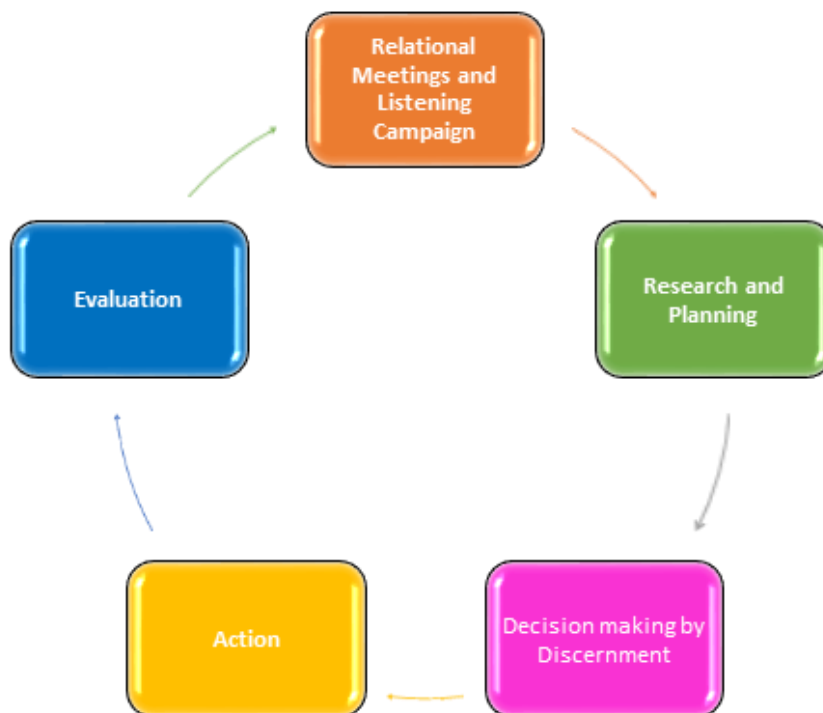 Relational
Meetings and
Listening
Campaign
Research and
Planning
Decision making by
Discernment
Action
Evaluation